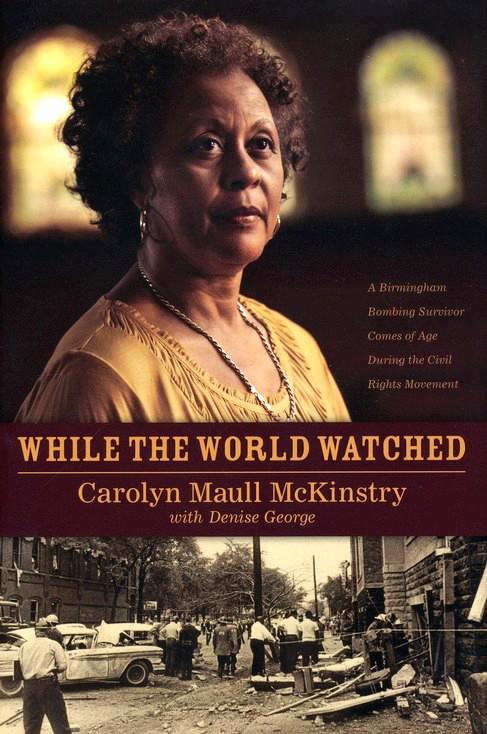 A Birmingham
Bombing Survivor
Comes of Age
During the Civil
Rights Movement
WHILE THE WORLD WATCHED
Carolyn Maull McKinstry
with Denise George